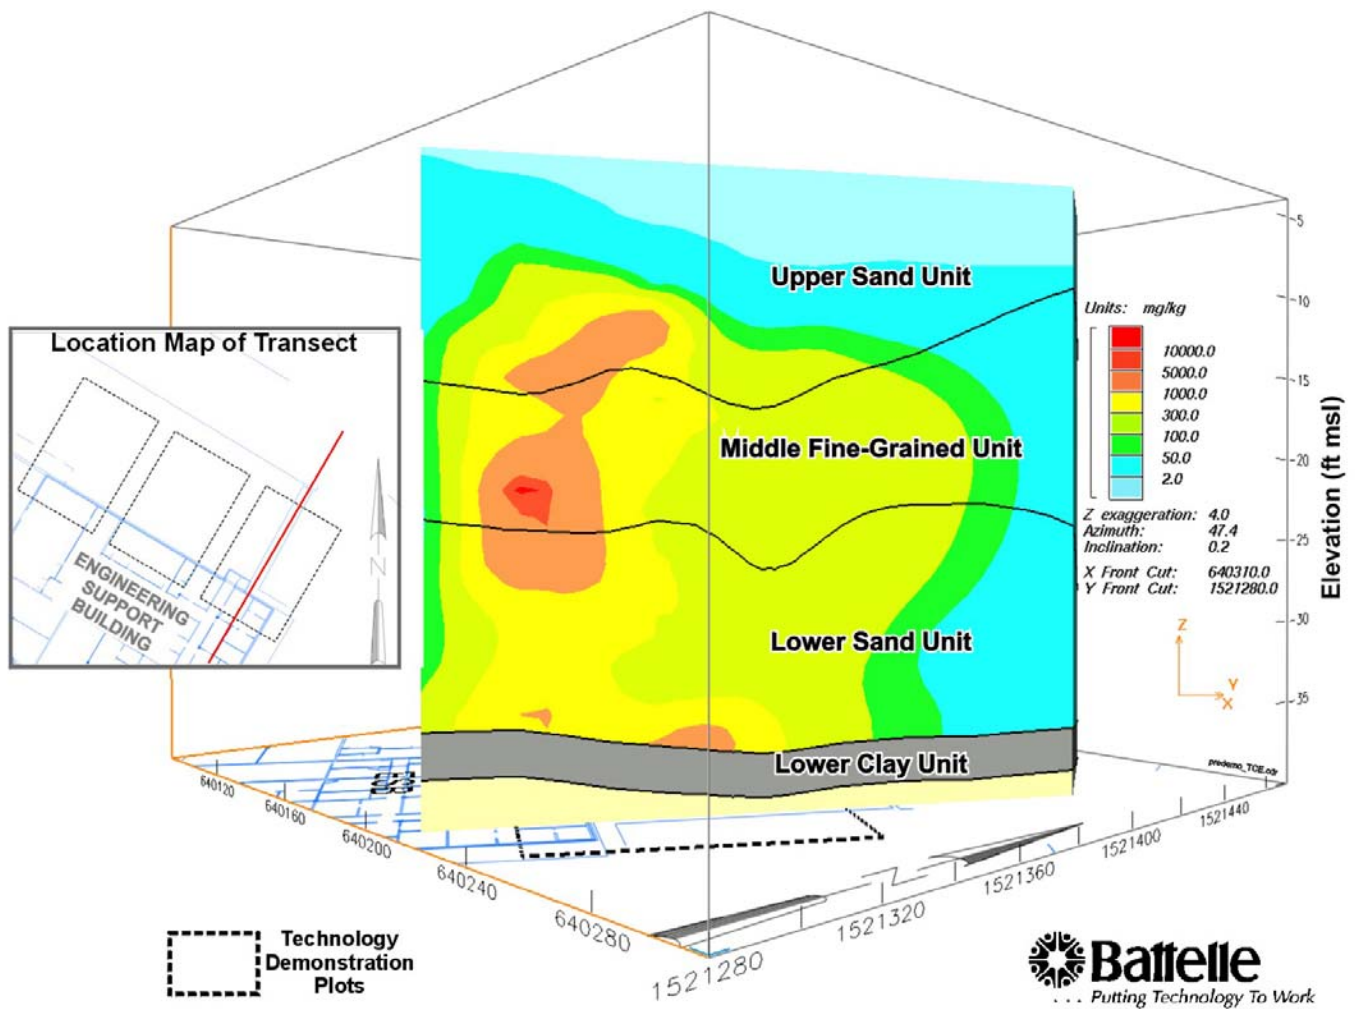 Upper Sand Unit
Middle Fine-Grained Unit
Lower Sand Unit
Lower Clay Unit
Location Map of Transect
ENGINEERING
SUPPORT
BUILDING
N
Units: mg/kg
10000.0
5000.0
1000.0
300.0
100.0
50.0
2.0
Z exaggeration: 4.0
Azimuth: 47.4
Inclination: 0.2
X Front Cut: 640310.0
Y Front Cut: 1521280.0
-5
-10
-15
-20
-25
-30
-35
Elevation (ft msl)
Z
Y
X
predemo_TCE.cdr
640120
640160
640200
640240
640280
1521280
1521320
1521360
1521400
1521440
N
Technology
Demonstration
Plots
Battelle
. . . Putting Technology To Work